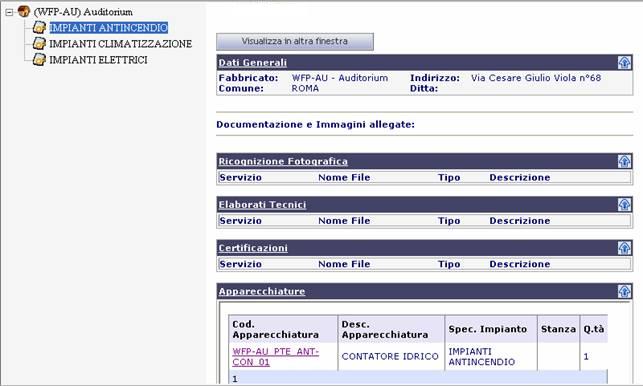 (WFP-AU) Auditorium
IMPIANTI ANTINCENDIO
IMPIANTI CLIMATIZZAZIONE
IMPIANTI ELETTRICI
Visualizza in altra finestra
Dati Generali
Fabbricato: WFP-AU - Auditorium Indirizzo: Via Cesare Giulio Viola n°68
Comune: ROMA Ditta:
Documentazione e Immagini allegate:
Ricognizione Fotografica
Servizio Nome File Tipo Descrizione
Elaborati Tecnici
Servizio Nome File Tipo Descrizione
Certificazioni
Servizio Nome File Tipo Descrizione
Apparecchiature
Cod. Apparecchiatura Desc. Apparecchiatura Spec. Impianto Stanza Q.tà
WFP-AU_PTE_ANT-CON_01 CONTATORE IDRICO IMPIANTI ANTINCENDIO 1
1